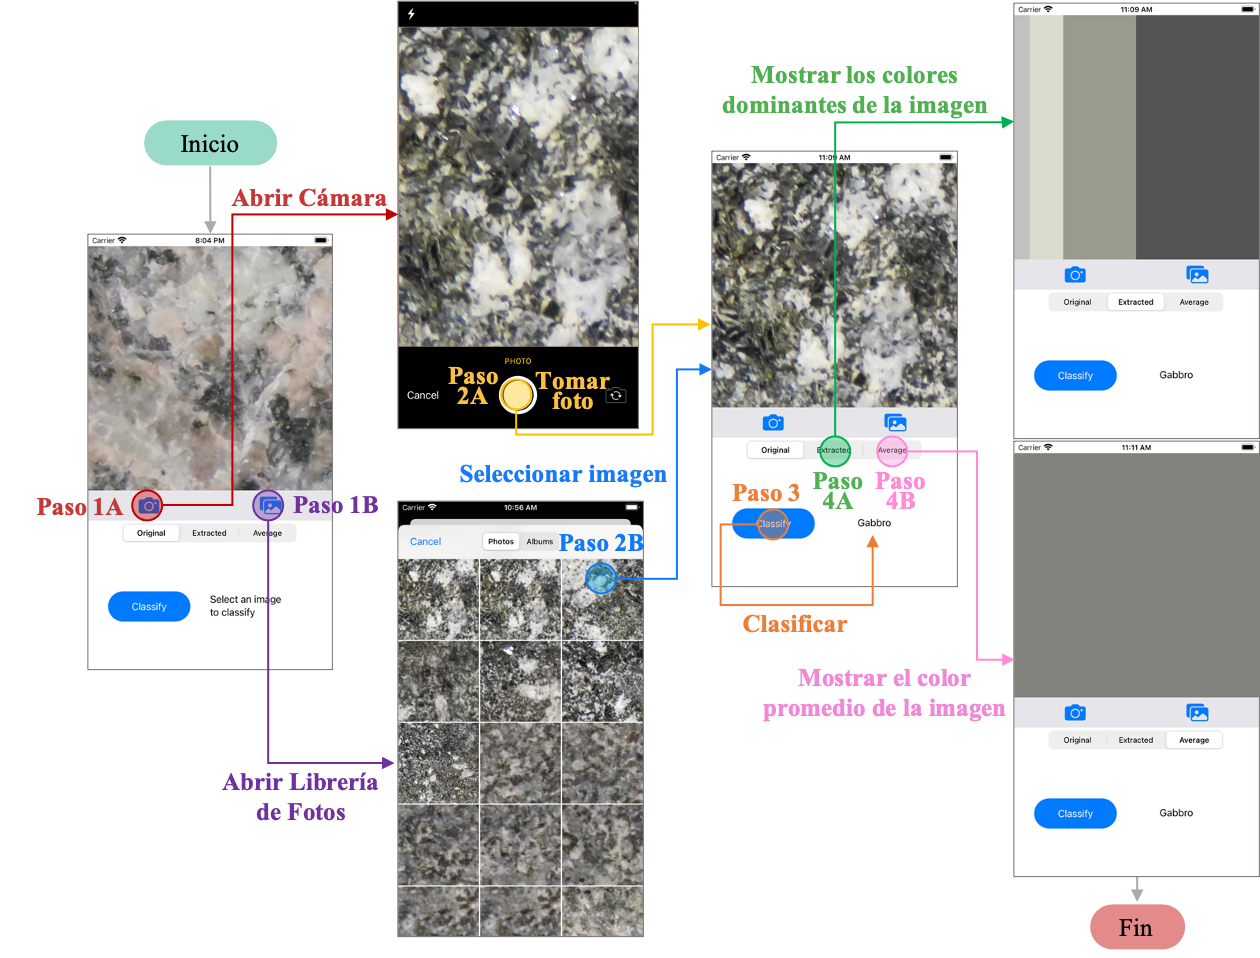 Inicio
Abrir Cámara
Carrier 8:04 PM
Paso 1A
Paso 1B
Original Extracted Average
Classify
Select an image
to classify
Abrir Librería
de Fotos
PHOTO
Cancel
Paso
2A
Tomar
foto
Seleccionar imagen
Carrier 10:56 AM
Cancel
Photos Albums
Paso 2B
Mostrar los colores
dominantes de la imagen
Carrier 11:09 AM
Original Extracted Average
Paso
4A
Paso
4B
Paso 3
Classify
Gabbro
Clasificar
Mostrar el color
promedio de la imagen
Carrier 11:09 AM
Original Extracted Average
Classify
Gabbro
Carrier 11:11 AM
Original Extracted Average
Classify
Gabbro
Fin